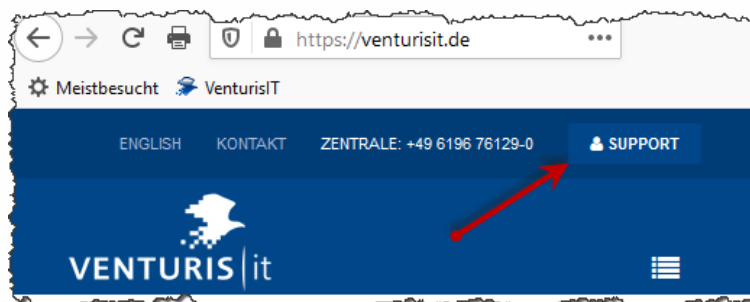 https://venturisit.de
Meistbesucht VenturisIT
ENGLISH KONTAKT ZENTRALE: +49 6196 76129-0 SUPPORT
VENTURIS it